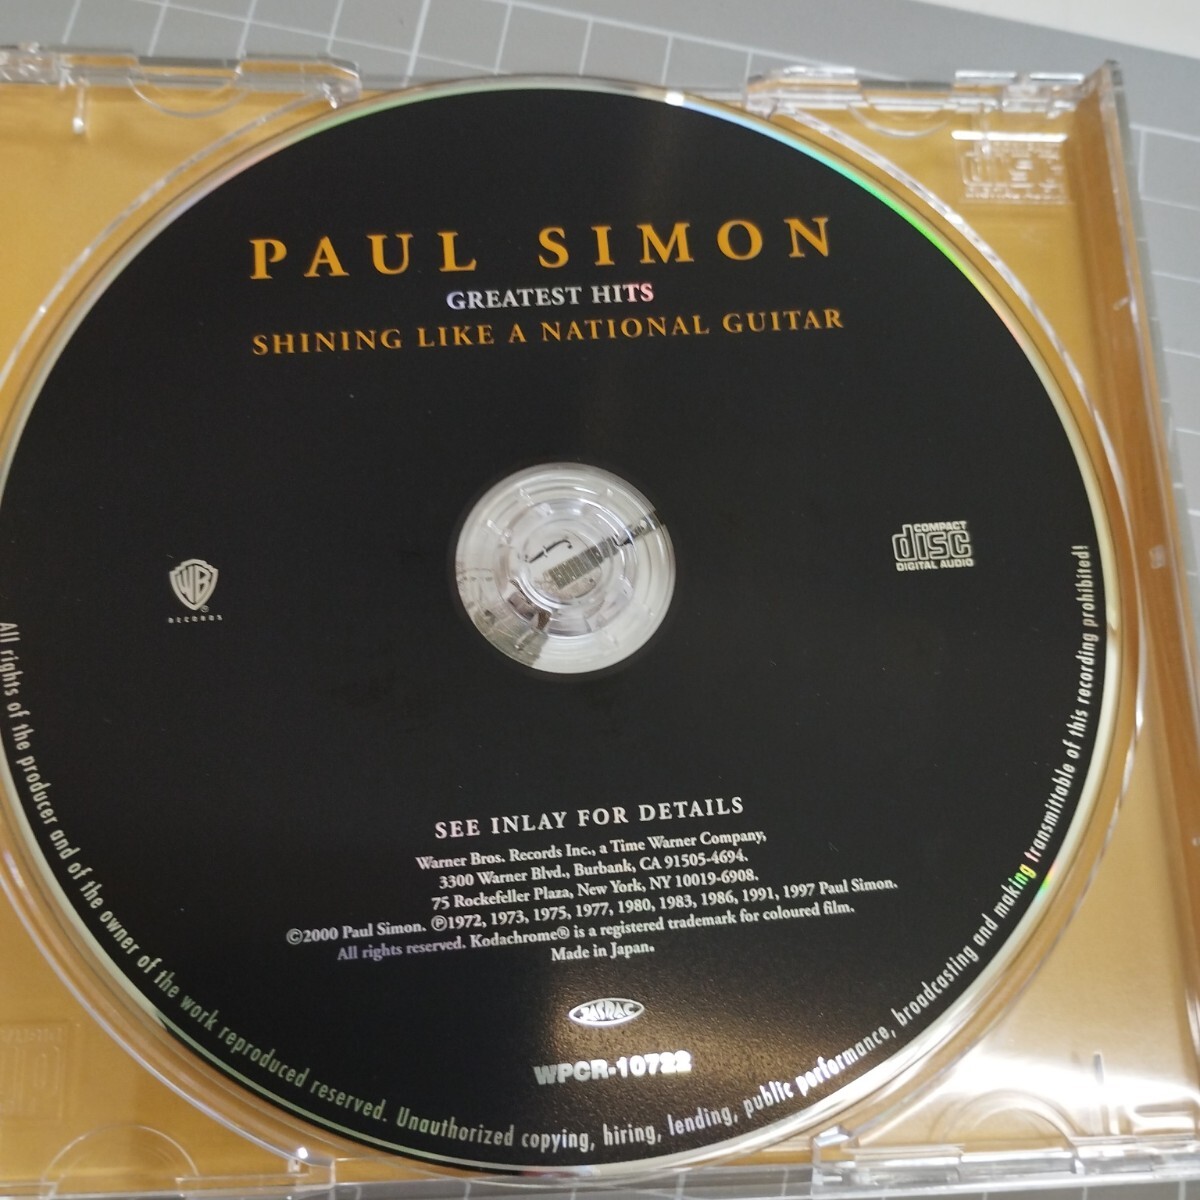 PAUL SIMON
GREATEST HITS
SHINING LIKE A NATIONAL GUITAR
WB
®
RECORDS
COMPACT
disc
DIGITAL AUDIO
SEE INLAY FOR DETAILS
Warner Bros. Records Inc., a Time Warner Company,
3300 Warner Blvd., Burbank, CA 91505-4694.
75 Rockefeller Plaza, New York, NY 10019-6908.
©2000 Paul Simon. ℗1972, 1973, 1975, 1977, 1980, 1983, 1986, 1991, 1997 Paul Simon.
All rights reserved. Kodachrome® is a registered trademark for coloured film.
Made in Japan.
JASRAC
WPCR-10722
All rights of the producer and of the owner of the work reproduced reserved. Unauthorized copying, hiring, lending, public performance, broadcasting and making transmittable of this recording prohibited!